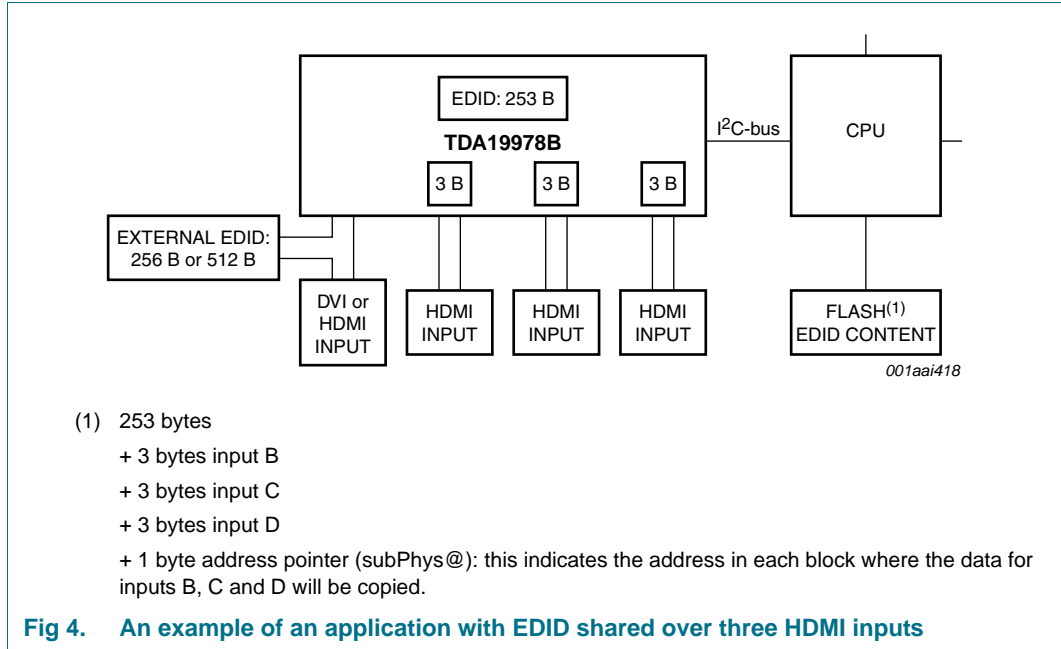 EDID: 253 B
TDA19978B
3 B
3 B
3 B
I2C-bus
CPU
EXTERNAL EDID:
256 B or 512 B
DVI or
HDMI
INPUT
HDMI
INPUT
HDMI
INPUT
HDMI
INPUT
FLASH(1)
EDID CONTENT
001aai418
(1) 253 bytes
+ 3 bytes input B
+ 3 bytes input C
+ 3 bytes input D
+ 1 byte address pointer (subPhys@): this indicates the address in each block where the data for
inputs B, C and D will be copied.
Fig 4. An example of an application with EDID shared over three HDMI inputs